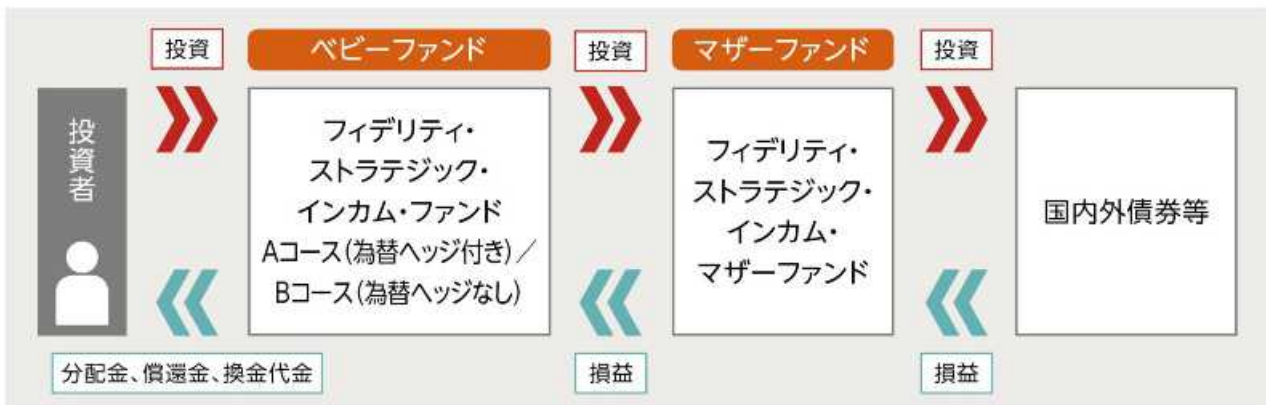 投資
ベビーファンド
投資
マザーファンド
投資
投資者
フィデリティ・
ストラテジック・
インカム・ファンド
Aコース(為替ヘッジ付き)／
Bコース(為替ヘッジなし)
フィデリティ・
ストラテジック・
インカム・
マザーファンド
国内外債券等
分配金、償還金、換金代金
損益
損益